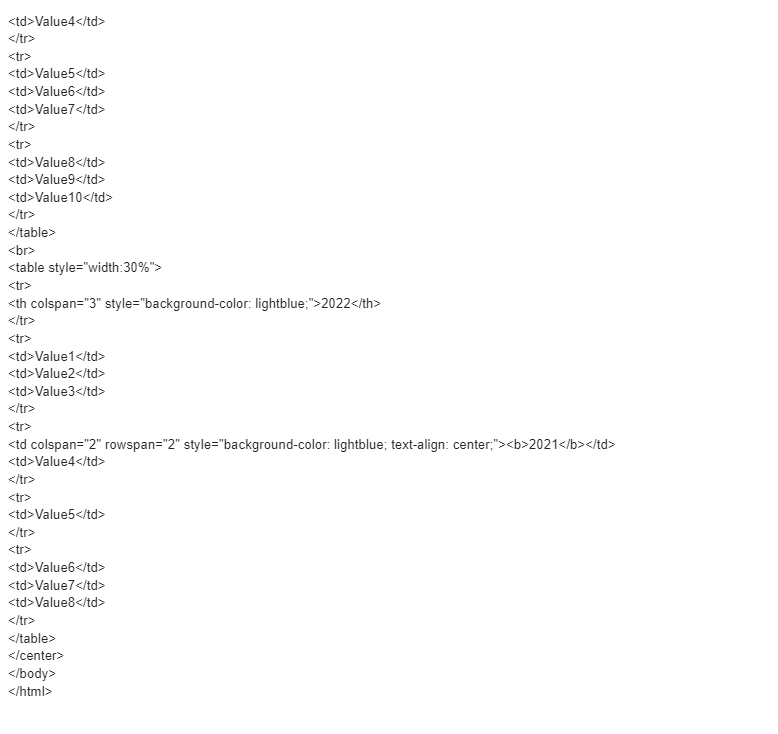 <td>Value4</td>
</tr>
<tr>
<td>Value5</td>
<td>Value6</td>
<td>Value7</td>
</tr>
<tr>
<td>Value8</td>
<td>Value9</td>
<td>Value10</td>
</tr>
</table>
<br>
<table style="width:30%">
<tr>
<th colspan="3" style="background-color: lightblue;">2022</th>
</tr>
<tr>
<td>Value1</td>
<td>Value2</td>
<td>Value3</td>
</tr>
<tr>
<td colspan="2" rowspan="2" style="background-color: lightblue; text-align: center;"><b>2021</b></td>
<td>Value4</td>
</tr>
<tr>
<td>Value5</td>
</tr>
<tr>
<td>Value6</td>
<td>Value7</td>
<td>Value8</td>
</tr>
</table>
</center>
</body>
</html>